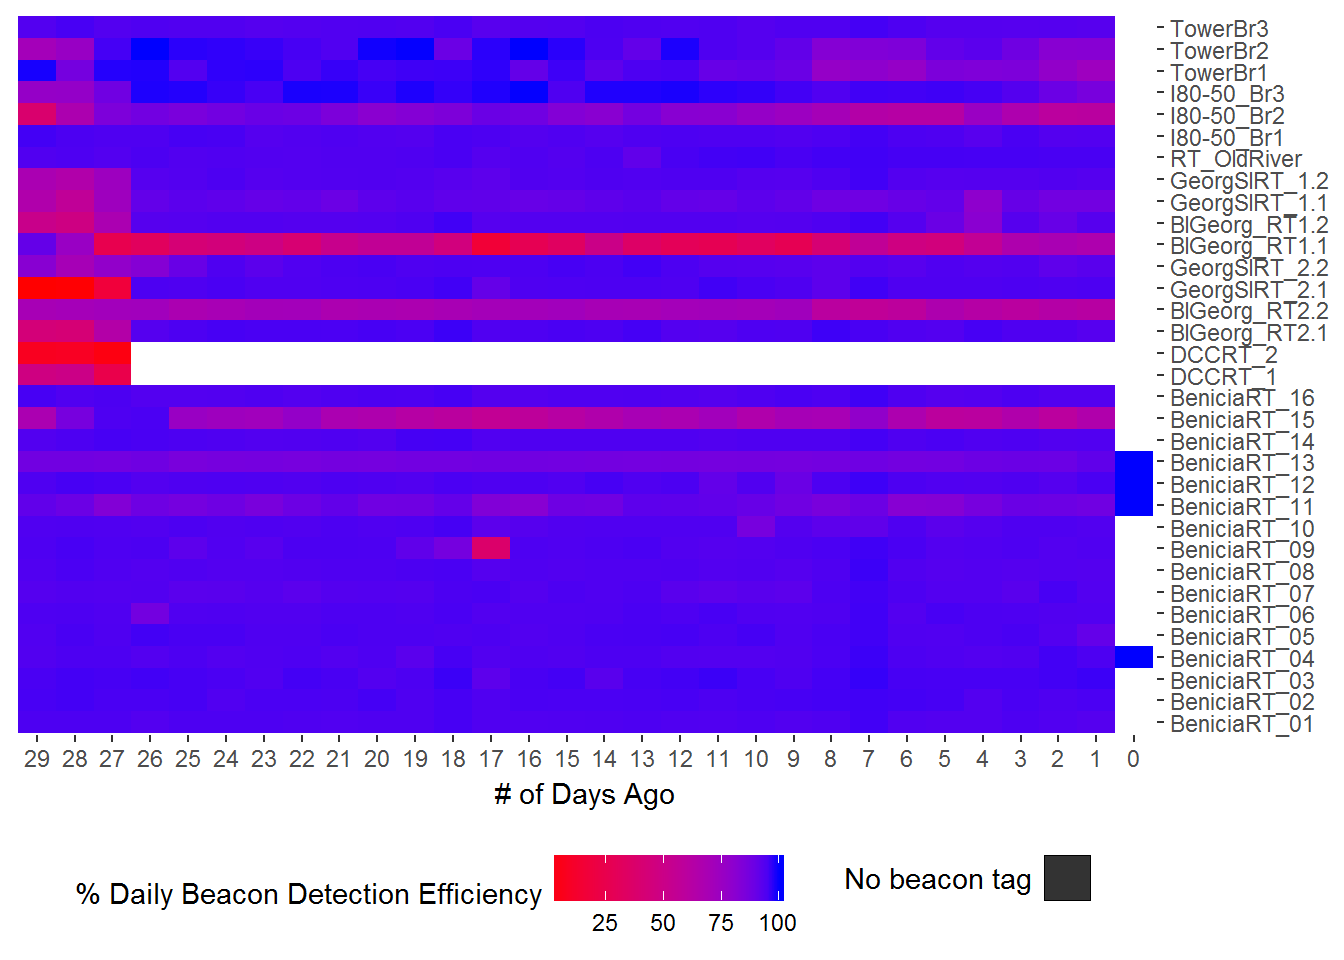 TowerBr3
TowerBr2
TowerBr1
I80-50_Br3
I80-50_Br2
I80-50_Br1
RT_OldRiver
GeorgSlRT_1.2
GeorgSlRT_1.1
BlGeorg_RT1.2
BlGeorg_RT1.1
GeorgSlRT_2.2
GeorgSlRT_2.1
BlGeorg_RT2.2
BlGeorg_RT2.1
DCCRT_2
DCCRT_1
BeniciaRT_16
BeniciaRT_15
BeniciaRT_14
BeniciaRT_13
BeniciaRT_12
BeniciaRT_11
BeniciaRT_10
BeniciaRT_09
BeniciaRT_08
BeniciaRT_07
BeniciaRT_06
BeniciaRT_05
BeniciaRT_04
BeniciaRT_03
BeniciaRT_02
BeniciaRT_01
29 28 27 26 25 24 23 22 21 20 19 18 17 16 15 14 13 12 11 10 9 8 7 6 5 4 3 2 1 0
# of Days Ago
% Daily Beacon Detection Efficiency
25 50 75 100
No beacon tag